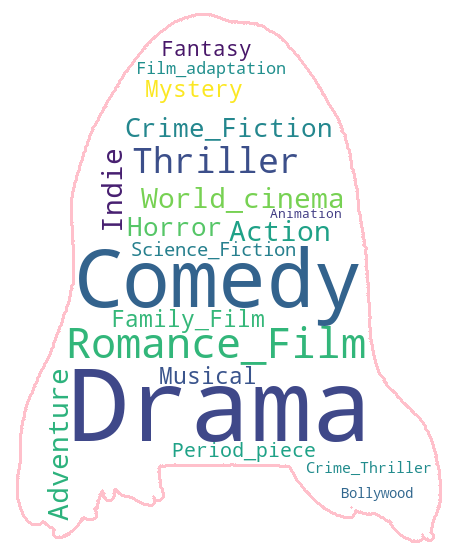 Fantasy
Film_adaptation
Mystery
Crime_Fiction
Thriller
Indie
World_cinema
Animation
Horror
Action
Science_Fiction
Comedy
Family_Film
Romance_Film
Musical
Drama
Adventure
Period_piece
Crime_Thriller
Bollywood